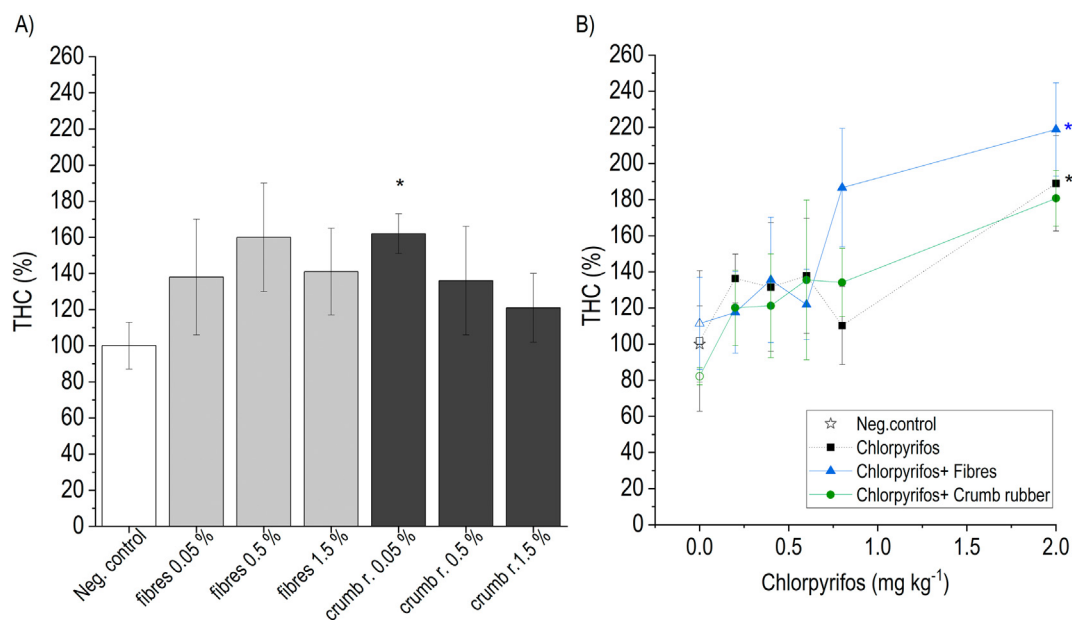 A)
THC (%)
260
240
220
200
180
160
140
120
100
80
60
40
20
0
*
Neg. control
fibres 0.05 %
fibres 0.5 %
fibres 1.5 %
crumb r. 0.05 %
crumb r. 0.5 %
crumb r. 1.5 %
B)
THC (%)
260
240
220
200
180
160
140
120
100
80
60
40
20
0
*
*
Neg.control
Chlorpyrifos
Chlorpyrifos+ Fibres
Chlorpyrifos+ Crumb rubber
0.0 0.5 1.0 1.5 2.0
Chlorpyrifos (mg kg⁻¹)